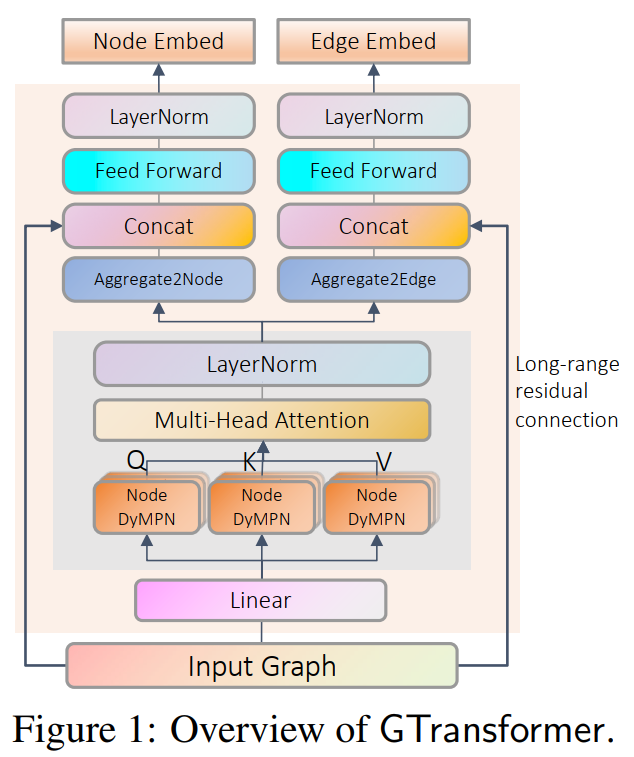 Node Embed
Edge Embed
LayerNorm
LayerNorm
Feed Forward
Feed Forward
Concat
Concat
Aggregate2Node
Aggregate2Edge
LayerNorm
Long-range
residual
connection
Multi-Head Attention
Q
K
V
Node
DyMPN
Node
DyMPN
Node
DyMPN
Linear
Input Graph
Figure 1: Overview of GTransformer.